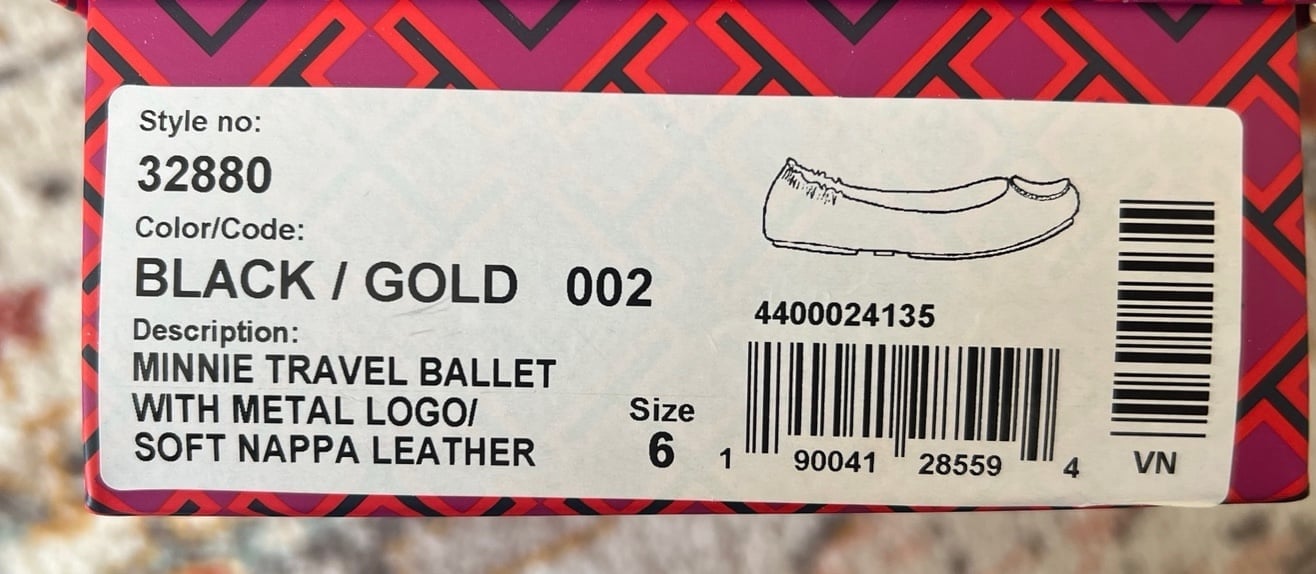 Style no:
32880
Color/Code:
BLACK / GOLD 002
Description:
MINNIE TRAVEL BALLET
WITH METAL LOGO/
SOFT NAPPA LEATHER
Size
6
4400024135
1 90041 28559 4
VN